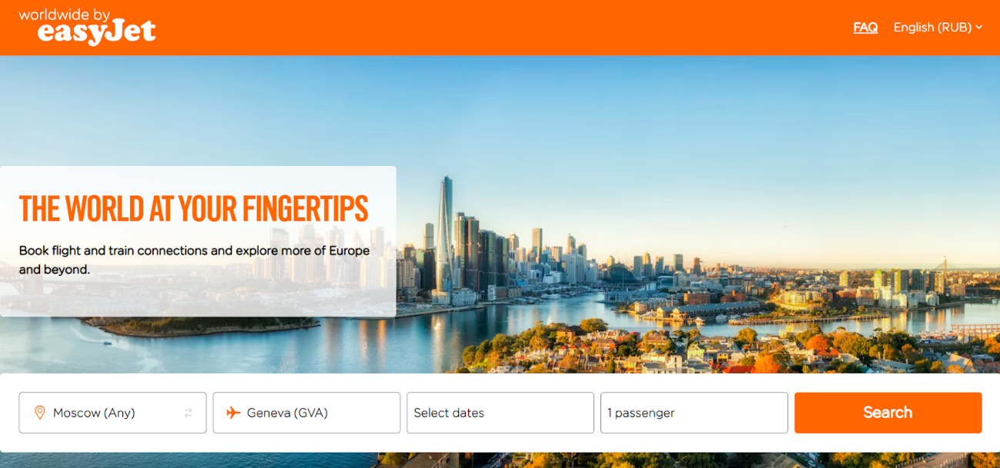 worldwide by
easyJet
FAQ
English (RUB)
THE WORLD AT YOUR FINGERTIPS
Book flight and train connections and explore more of Europe
and beyond.
Moscow (Any)
Geneva (GVA)
Select dates
1 passenger
Search